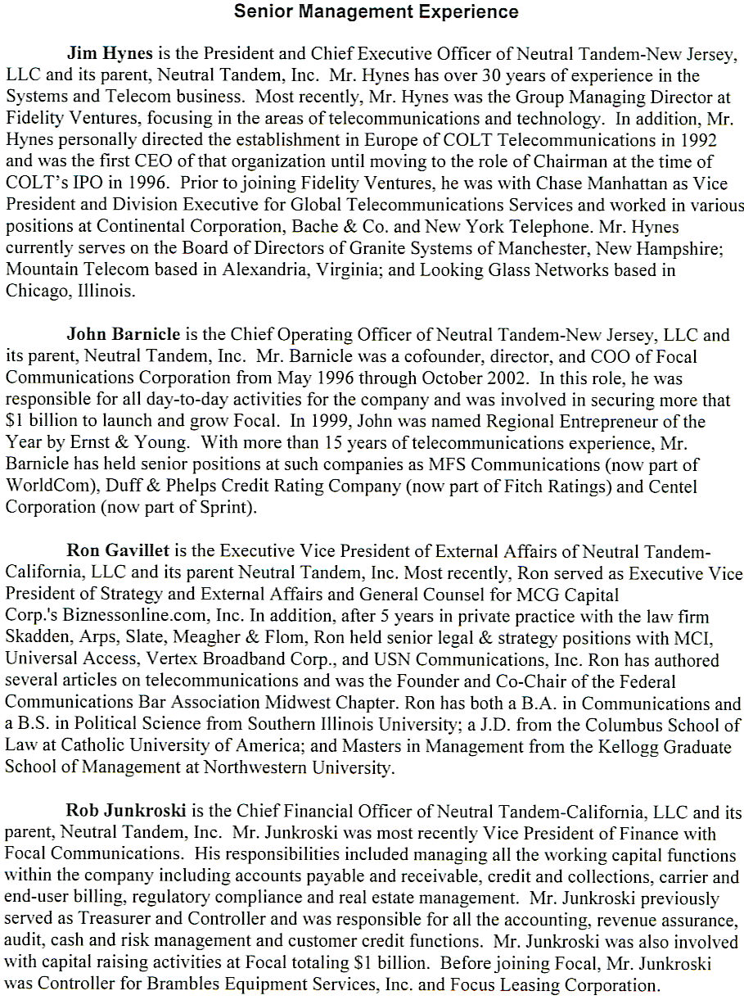 Senior Management Experience
Jim Hynes is the President and Chief Executive Officer of Neutral Tandem-New Jersey,
LLC and its parent, Neutral Tandem, Inc.  Mr. Hynes has over 30 years of experience in the
Systems and Telecom business.  Most recently, Mr. Hynes was the Group Managing Director at
Fidelity Ventures, focusing in the areas of telecommunications and technology.  In addition, Mr.
Hynes personally directed the establishment in Europe of COLT Telecommunications in 1992
and was the first CEO of that organization until moving to the role of Chairman at the time of
COLT's IPO in 1996.  Prior to joining Fidelity Ventures, he was with Chase Manhattan as Vice
President and Division Executive for Global Telecommunications Services and worked in various
positions at Continental Corporation, Bache & Co. and New York Telephone. Mr. Hynes
currently serves on the Board of Directors of Granite Systems of Manchester, New Hampshire;
Mountain Telecom based in Alexandria, Virginia; and Looking Glass Networks based in
Chicago, Illinois.
John Barnicle is the Chief Operating Officer of Neutral Tandem-New Jersey, LLC and
its parent, Neutral Tandem, Inc.  Mr. Barnicle was a cofounder, director, and COO of Focal
Communications Corporation from May 1996 through October 2002.  In this role, he was
responsible for all day-to-day activities for the company and was involved in securing more that
$1 billion to launch and grow Focal.  In 1999, John was named Regional Entrepreneur of the
Year by Ernst & Young.  With more than 15 years of telecommunications experience, Mr.
Barnicle has held senior positions at such companies as MFS Communications (now part of
WorldCom), Duff & Phelps Credit Rating Company (now part of Fitch Ratings) and Centel
Corporation (now part of Sprint).
Ron Gavillet is the Executive Vice President of External Affairs of Neutral Tandem-
California, LLC and its parent Neutral Tandem, Inc. Most recently, Ron served as Executive Vice
President of Strategy and External Affairs and General Counsel for MCG Capital
Corp.'s Biznessonline.com, Inc. In addition, after 5 years in private practice with the law firm
Skadden, Arps, Slate, Meagher & Flom, Ron held senior legal & strategy positions with MCI,
Universal Access, Vertex Broadband Corp., and USN Communications, Inc. Ron has authored
several articles on telecommunications and was the Founder and Co-Chair of the Federal
Communications Bar Association Midwest Chapter. Ron has both a B.A. in Communications and
a B.S. in Political Science from Southern Illinois University; a J.D. from the Columbus School of
Law at Catholic University of America; and Masters in Management from the Kellogg Graduate
School of Management at Northwestern University.
Rob Junkroski is the Chief Financial Officer of Neutral Tandem-California, LLC and its
parent, Neutral Tandem, Inc.  Mr. Junkroski was most recently Vice President of Finance with
Focal Communications.  His responsibilities included managing all the working capital functions
within the company including accounts payable and receivable, credit and collections, carrier and
end-user billing, regulatory compliance and real estate management.  Mr. Junkroski previously
served as Treasurer and Controller and was responsible for all the accounting, revenue assurance,
audit, cash and risk management and customer credit functions.  Mr. Junkroski was also involved
with capital raising activities at Focal totaling $1 billion.  Before joining Focal, Mr. Junkroski
was Controller for Brambles Equipment Services, Inc. and Focus Leasing Corporation.